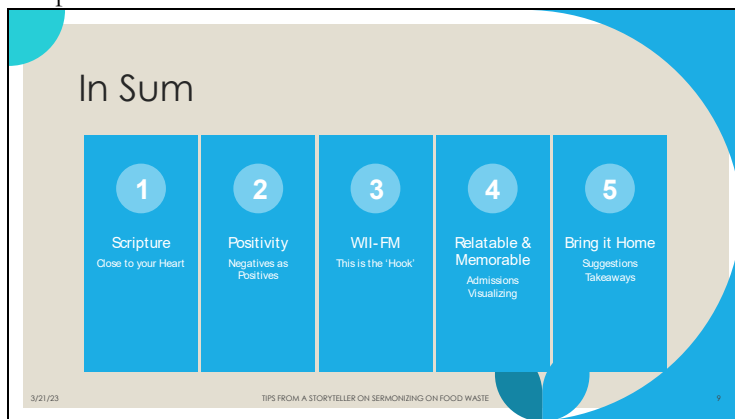 In Sum
1
Scripture
Close to your Heart
2
Positivity
Negatives as
Positives
3
WII-FM
This is the ‘Hook’
4
Relatable &
Memorable
Admissions
Visualizing
5
Bring it Home
Suggestions
Takeaways
3/21/23
TIPS FROM A STORYTELLER ON SERMONIZING ON FOOD WASTE
9